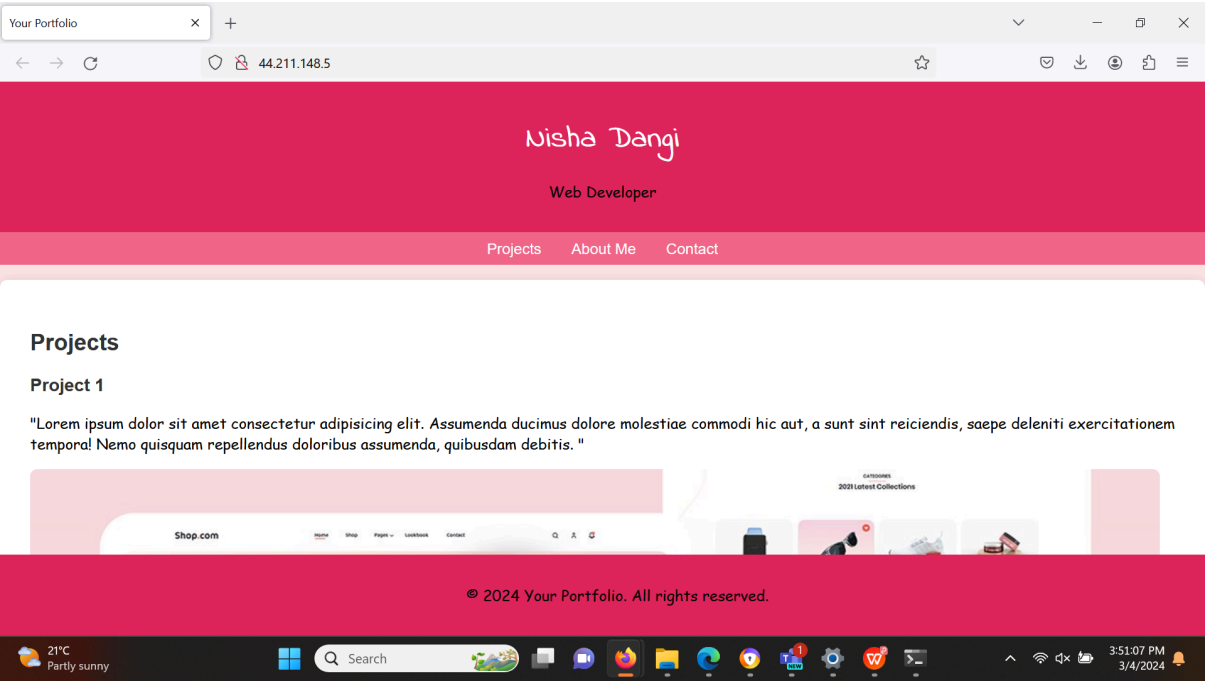 Your Portfolio
44.211.148.5
Nisha Dangi
Web Developer
Projects About Me Contact
Projects
Project 1
"Lorem ipsum dolor sit amet consectetur adipisicing elit. Assumenda ducimus dolore molestiae commodi hic aut, a sunt sint reiciendis, saepe deleniti exercitationem
tempora! Nemo quisquam repellendus doloribus assumenda, quibusdam debitis. "
CATEGORIES
2021 Latest Collections
Shop.com Home Shop Pages Lookbook Contact
© 2024 Your Portfolio. All rights reserved.
21°C
Partly sunny
Search
1
NEW
3:51:07 PM
3/4/2024